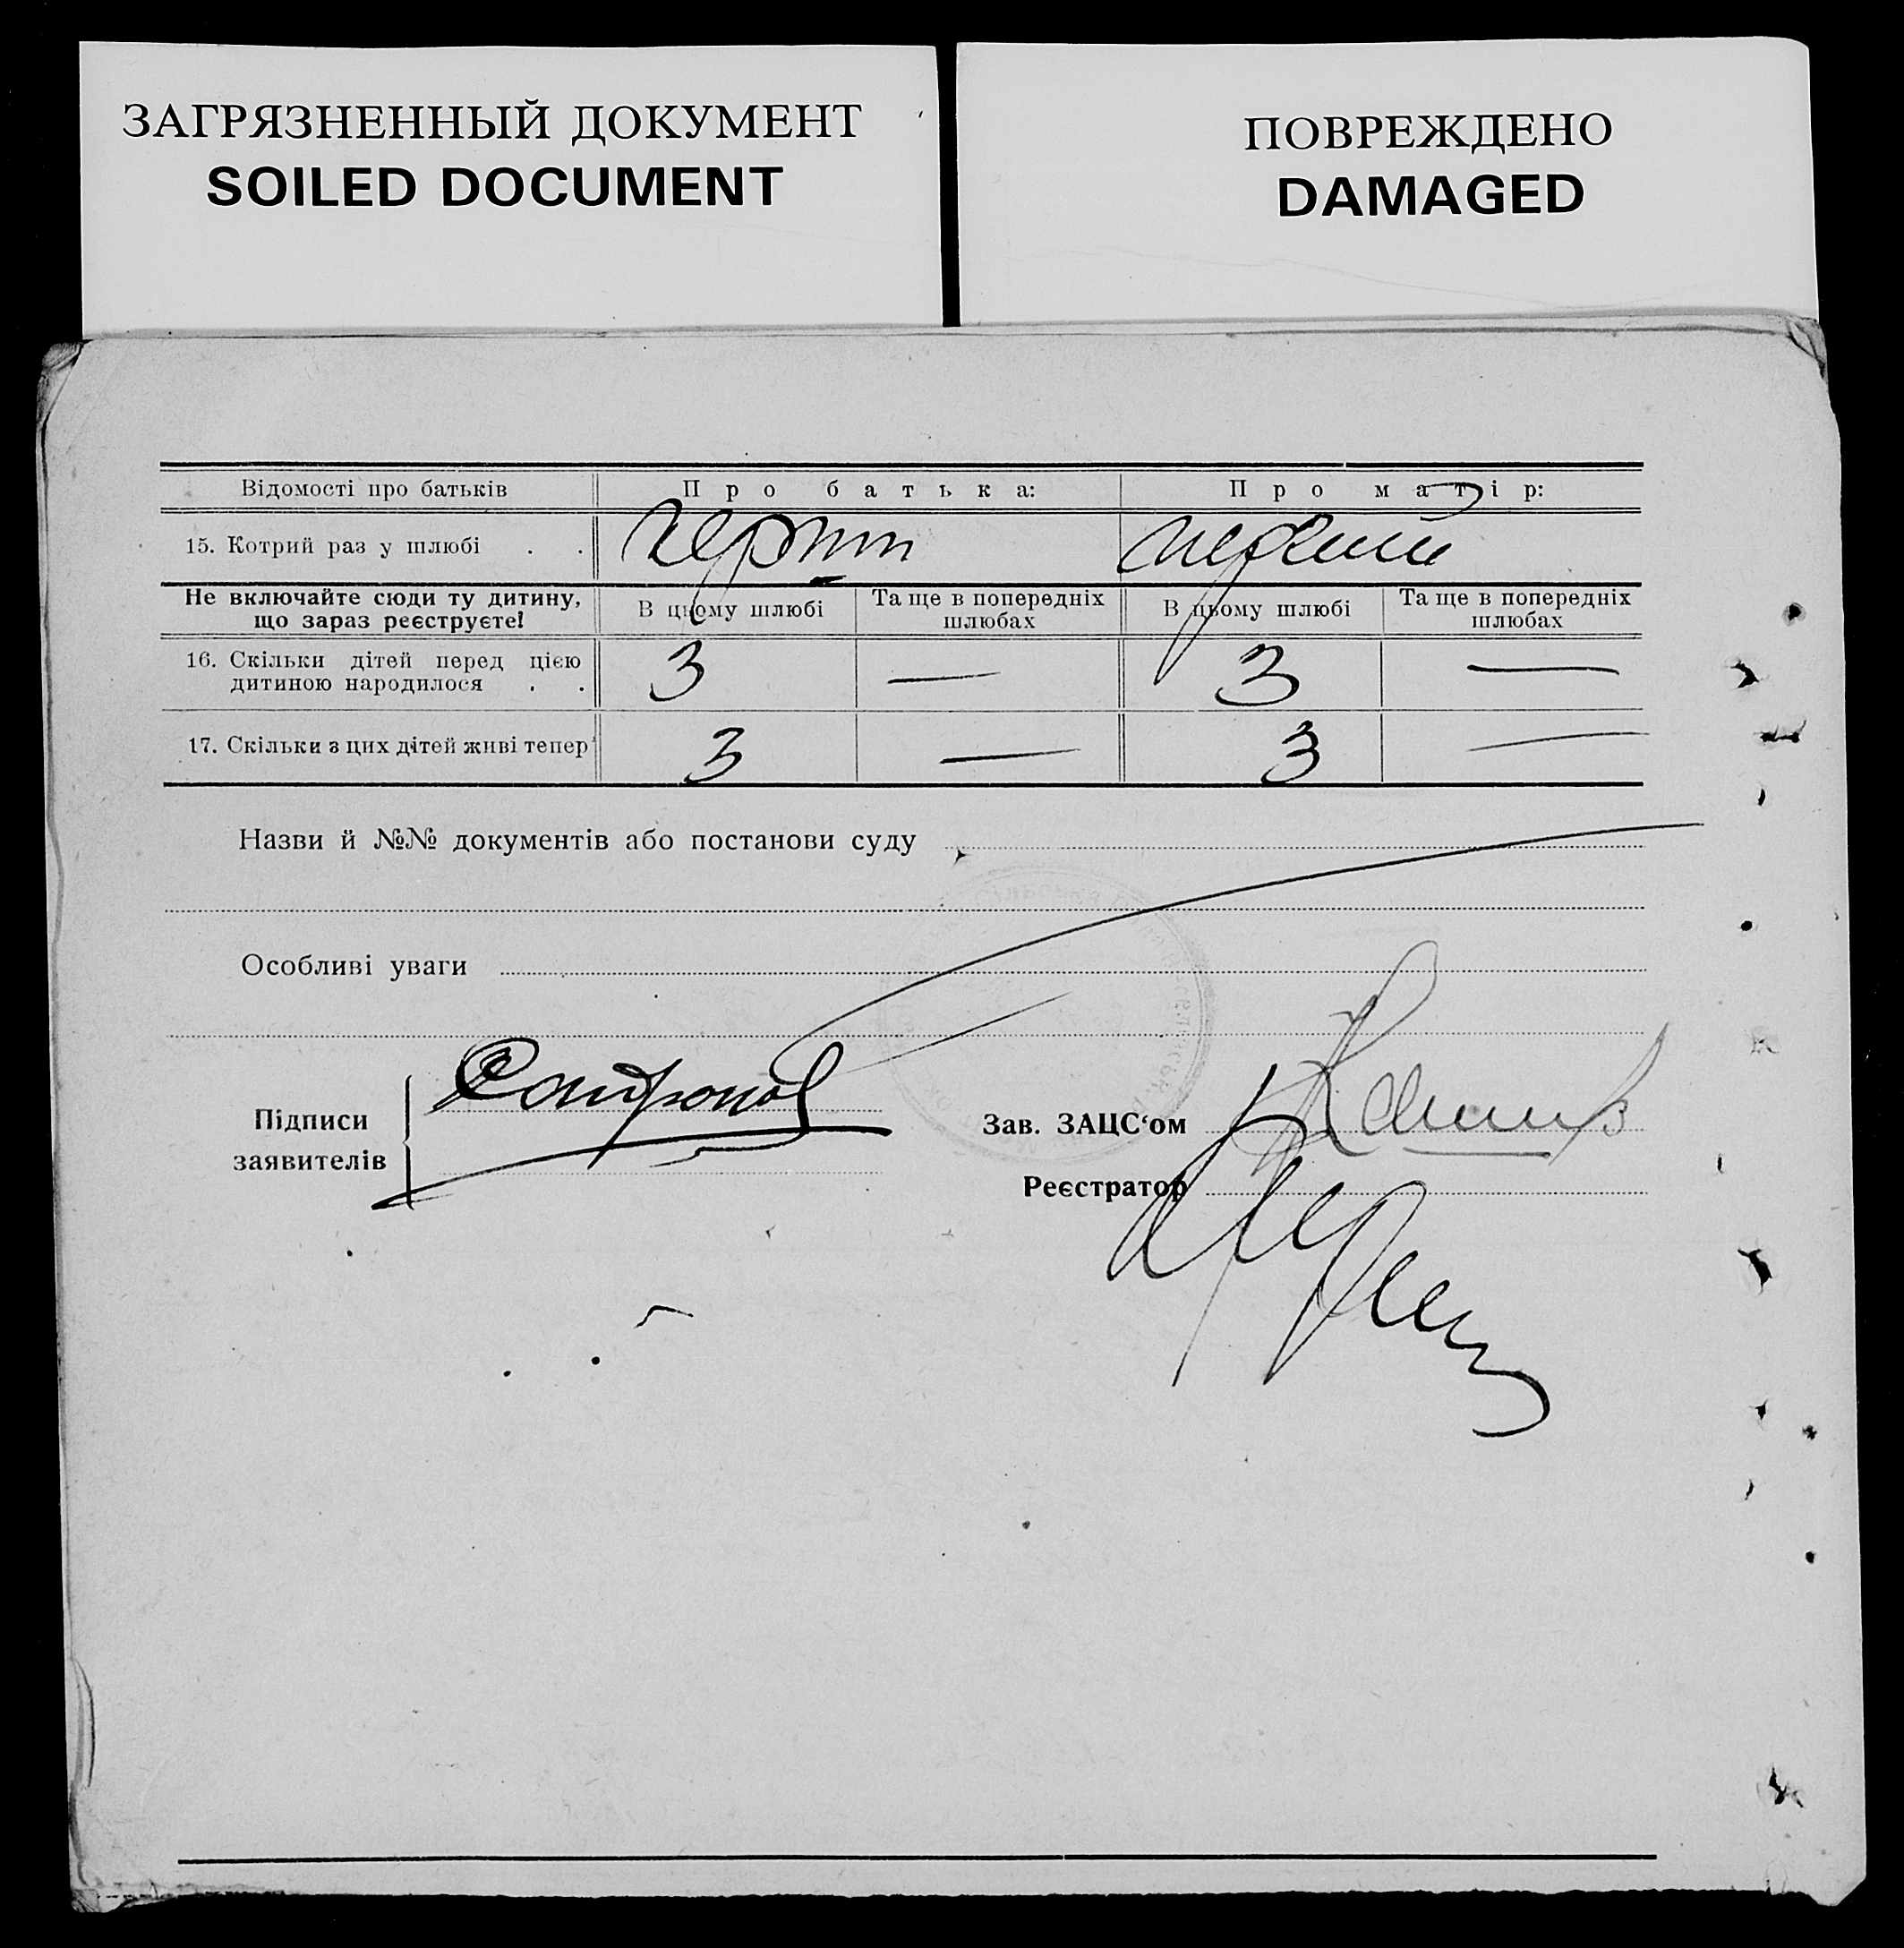 ЗАГРЯЗНЕННЫЙ ДОКУМЕНТ
SOILED DOCUMENT
ПОВРЕЖДЕНО
DAMAGED
Відомості про батьків Про батька: Про матір:
15. Котрий раз у шлюбі . . перший
Не включайте сюди ту дитину, що зараз реєструєте! В цьому шлюбі Та ще в попередніх шлюбах В цьому шлюбі Та ще в попередніх шлюбах
16. Скільки дітей перед цією
дитиною народилося . . 3 — 3 —
17. Скільки з цих дітей живі тепер 3 — 3 —
Назви й №№ документів або постанови суду
Особливі уваги
Підписи
заявителів
Зав. ЗАЦС‘ом
Реєстратор